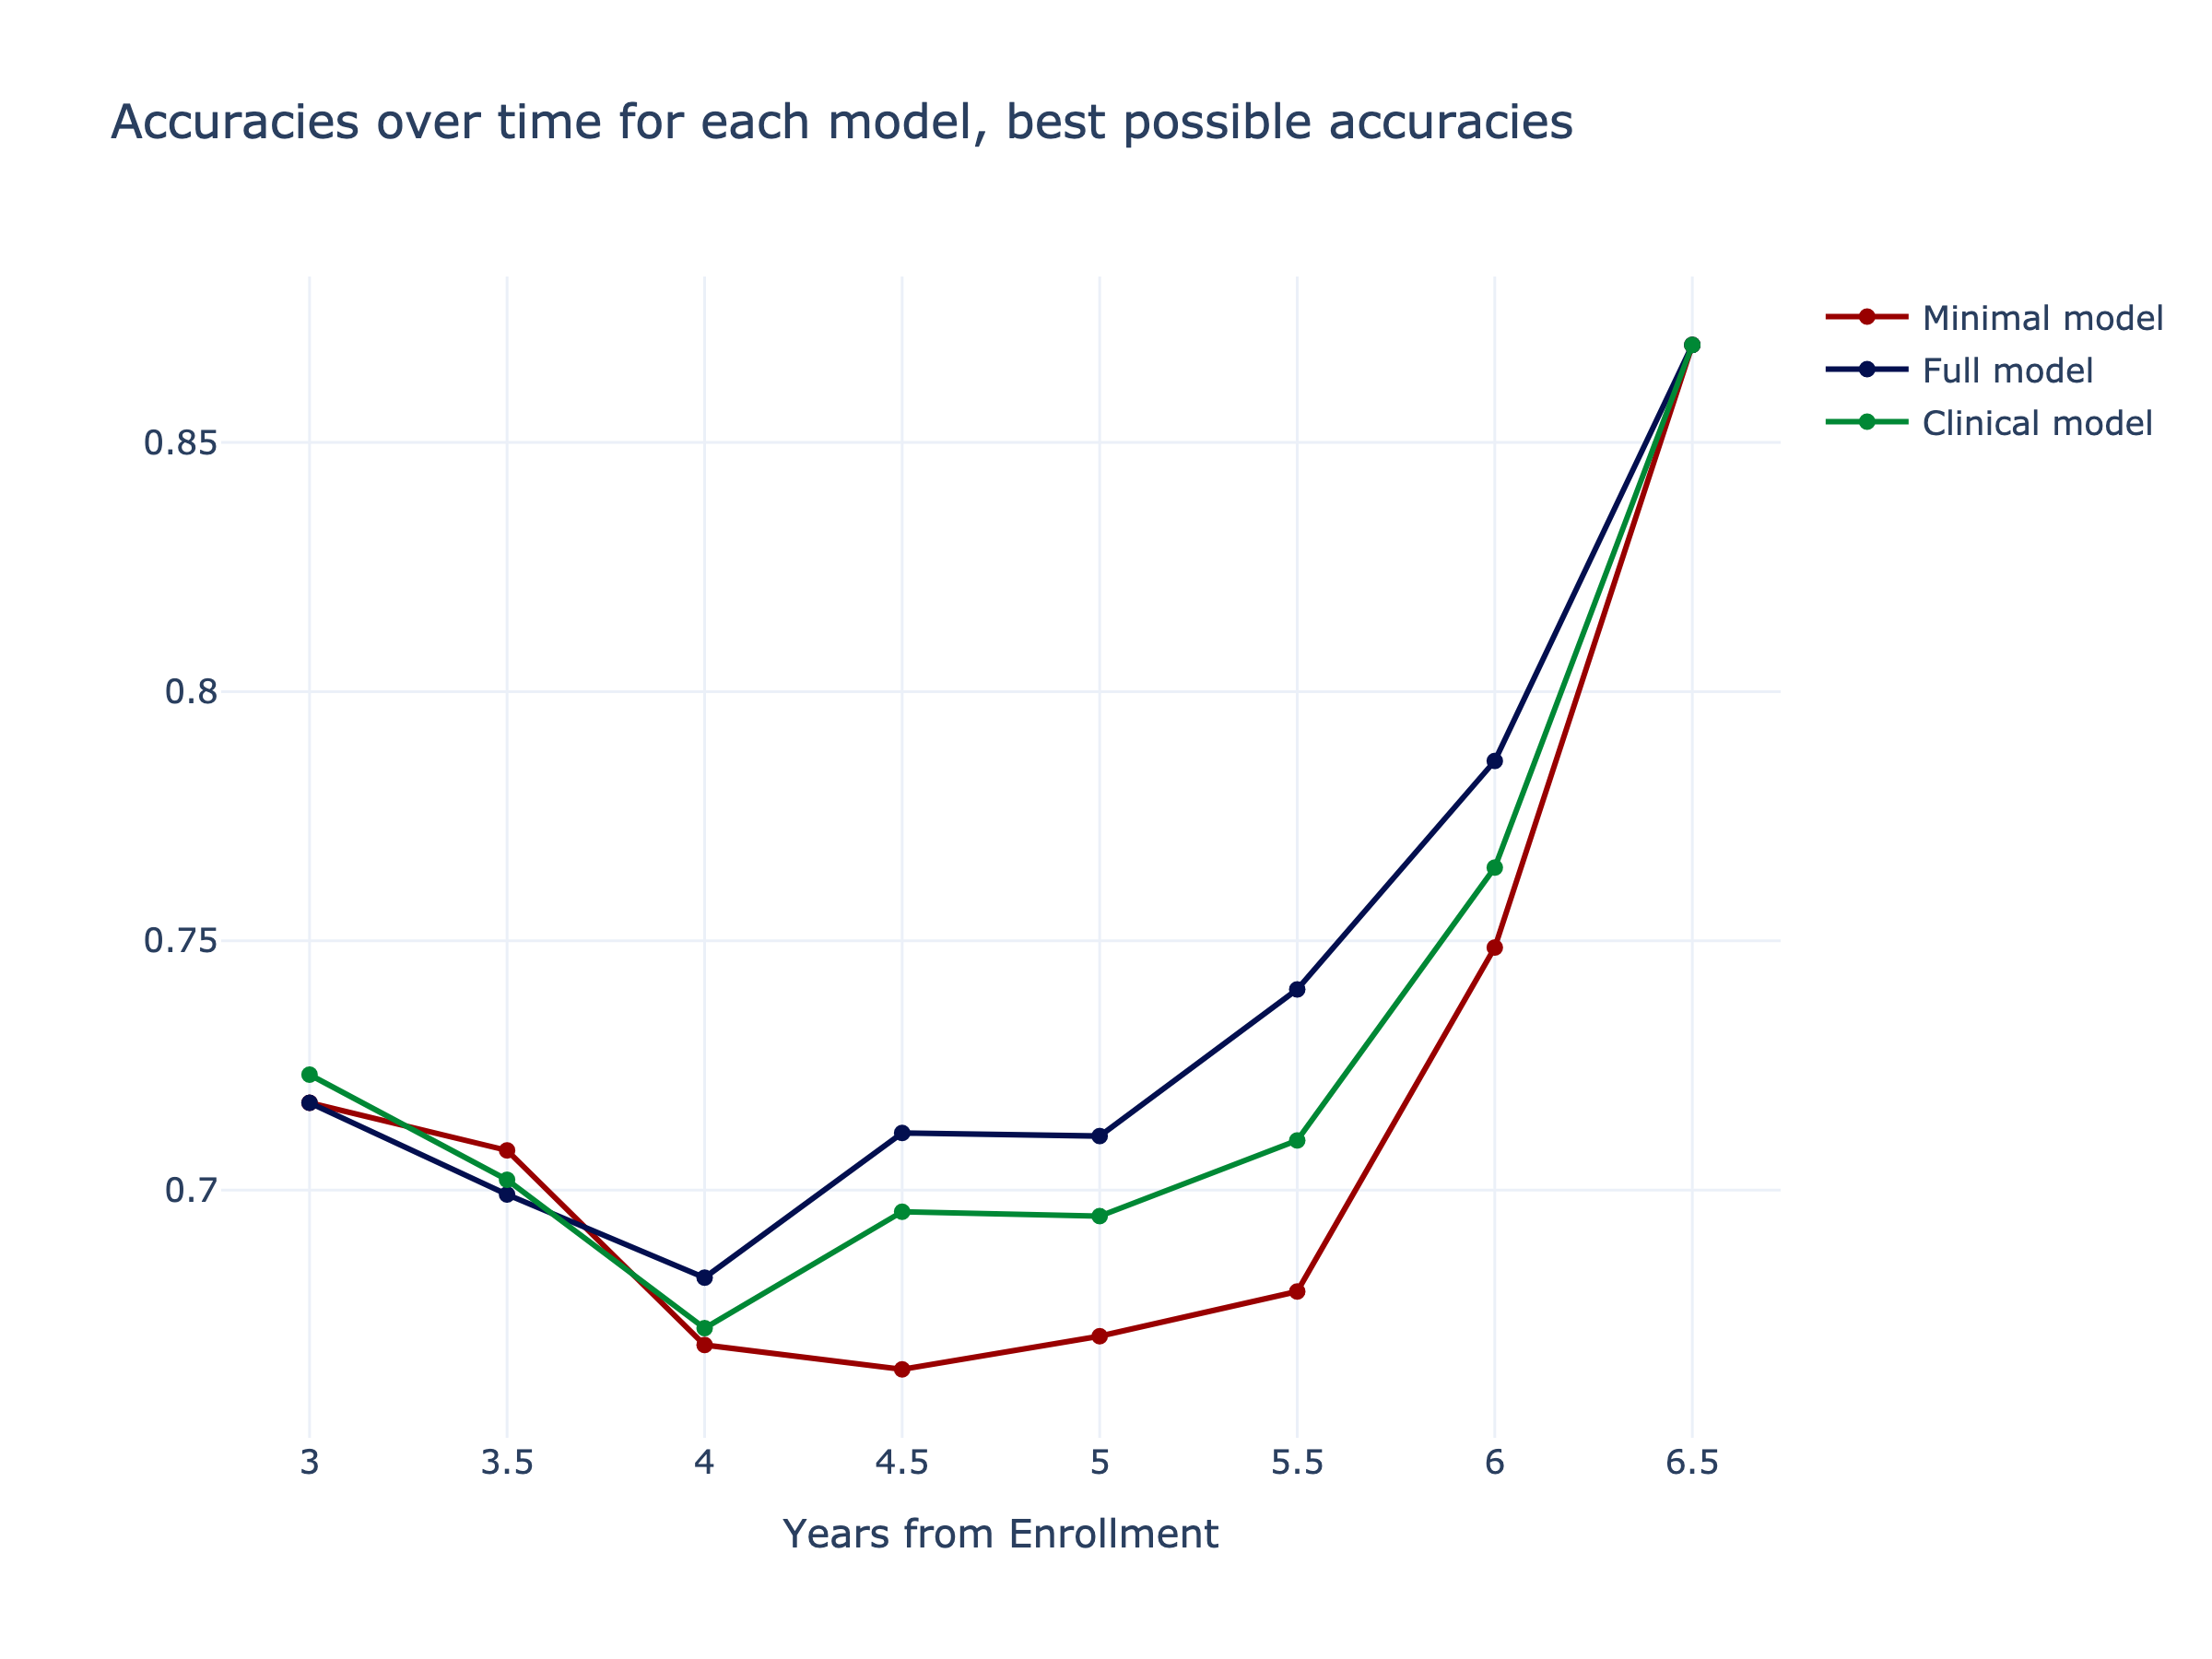 Accuracies over time for each model, best possible accuracies
Minimal model
Full model
Clinical model
0.85
0.8
0.75
0.7
3 3.5 4 4.5 5 5.5 6 6.5
Years from Enrollment